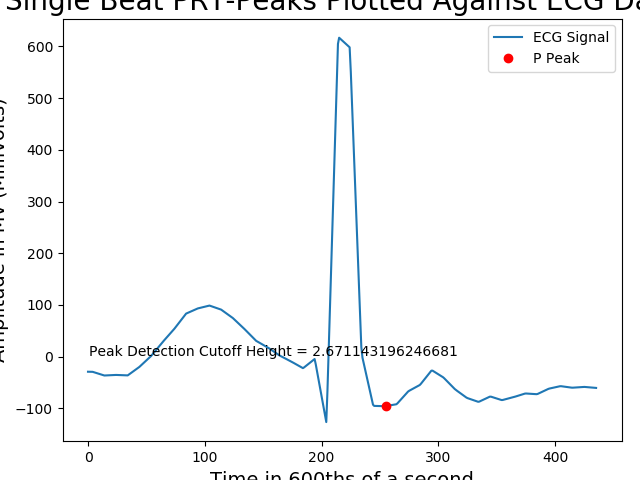 Single Beat PRT-Peaks Plotted Against ECG Da
600
500
400
300
200
100
0
−100
Amplitude in MV (Millivolts)
ECG Signal
P Peak
Peak Detection Cutoff Height = 2.671143196246681
0
100
200
300
400
Time in 600ths of a second